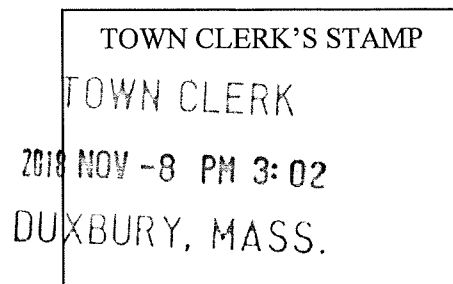 TOWN CLERK'S STAMP
TOWN CLERK
2018 NOV -8 PM 3:02
DUXBURY, MASS.